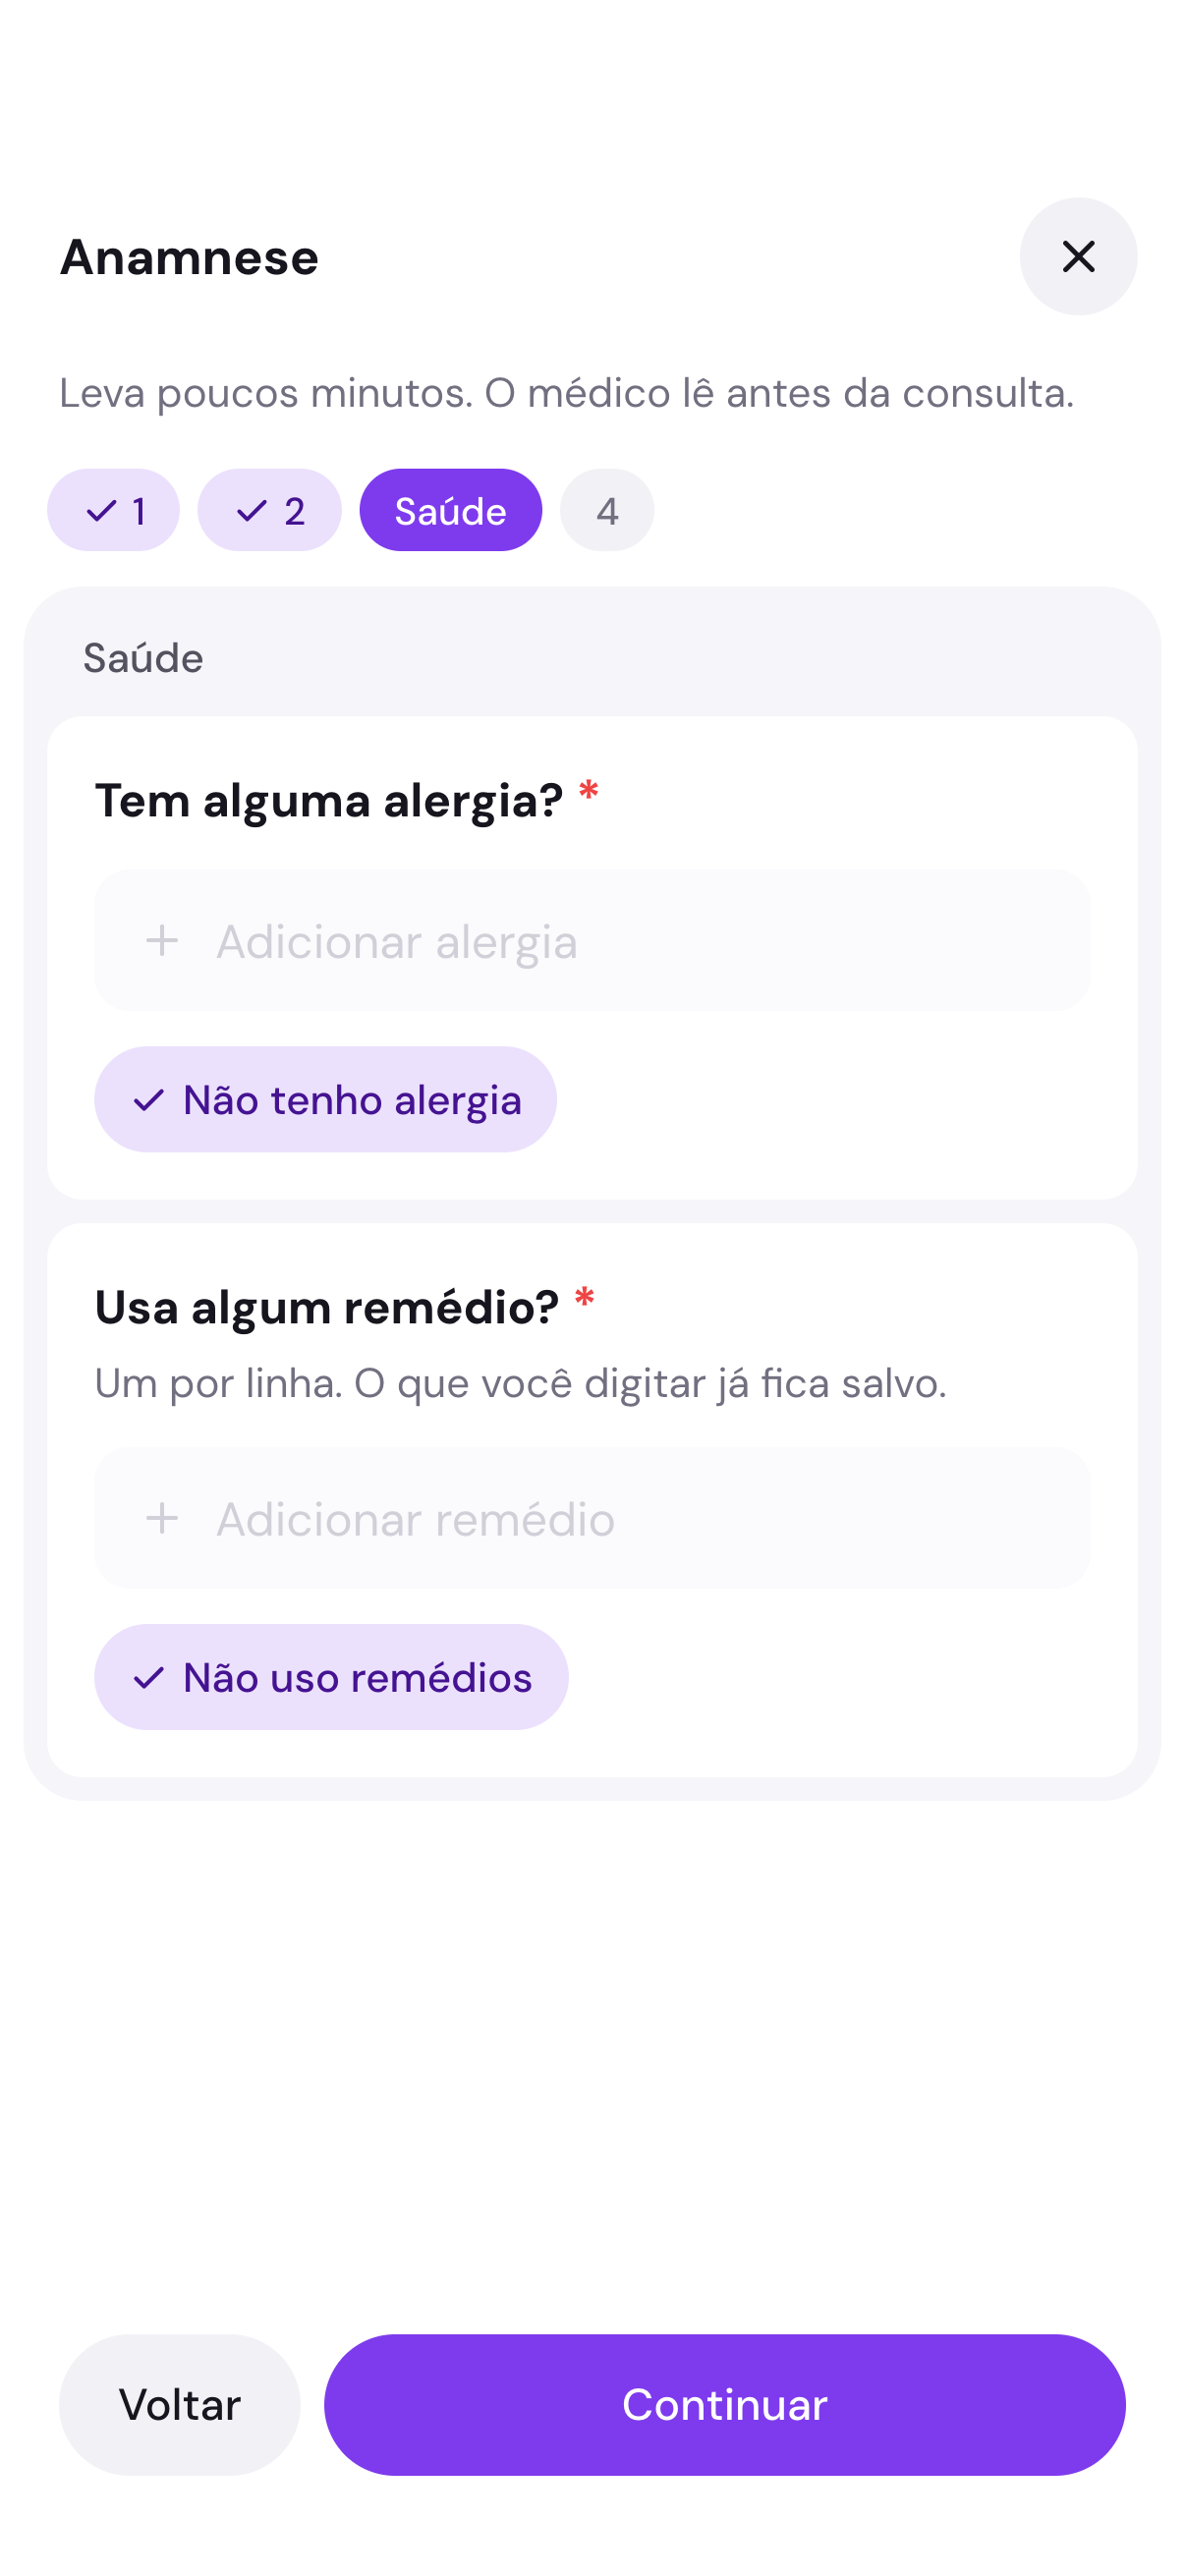 Anamnese
Leva poucos minutos. O médico lê antes da consulta.
1 2 Saúde 4
Saúde
Tem alguma alergia? *
+ Adicionar alergia
Não tenho alergia
Usa algum remédio? *
Um por linha. O que você digitar já fica salvo.
+ Adicionar remédio
Não uso remédios
Voltar Continuar